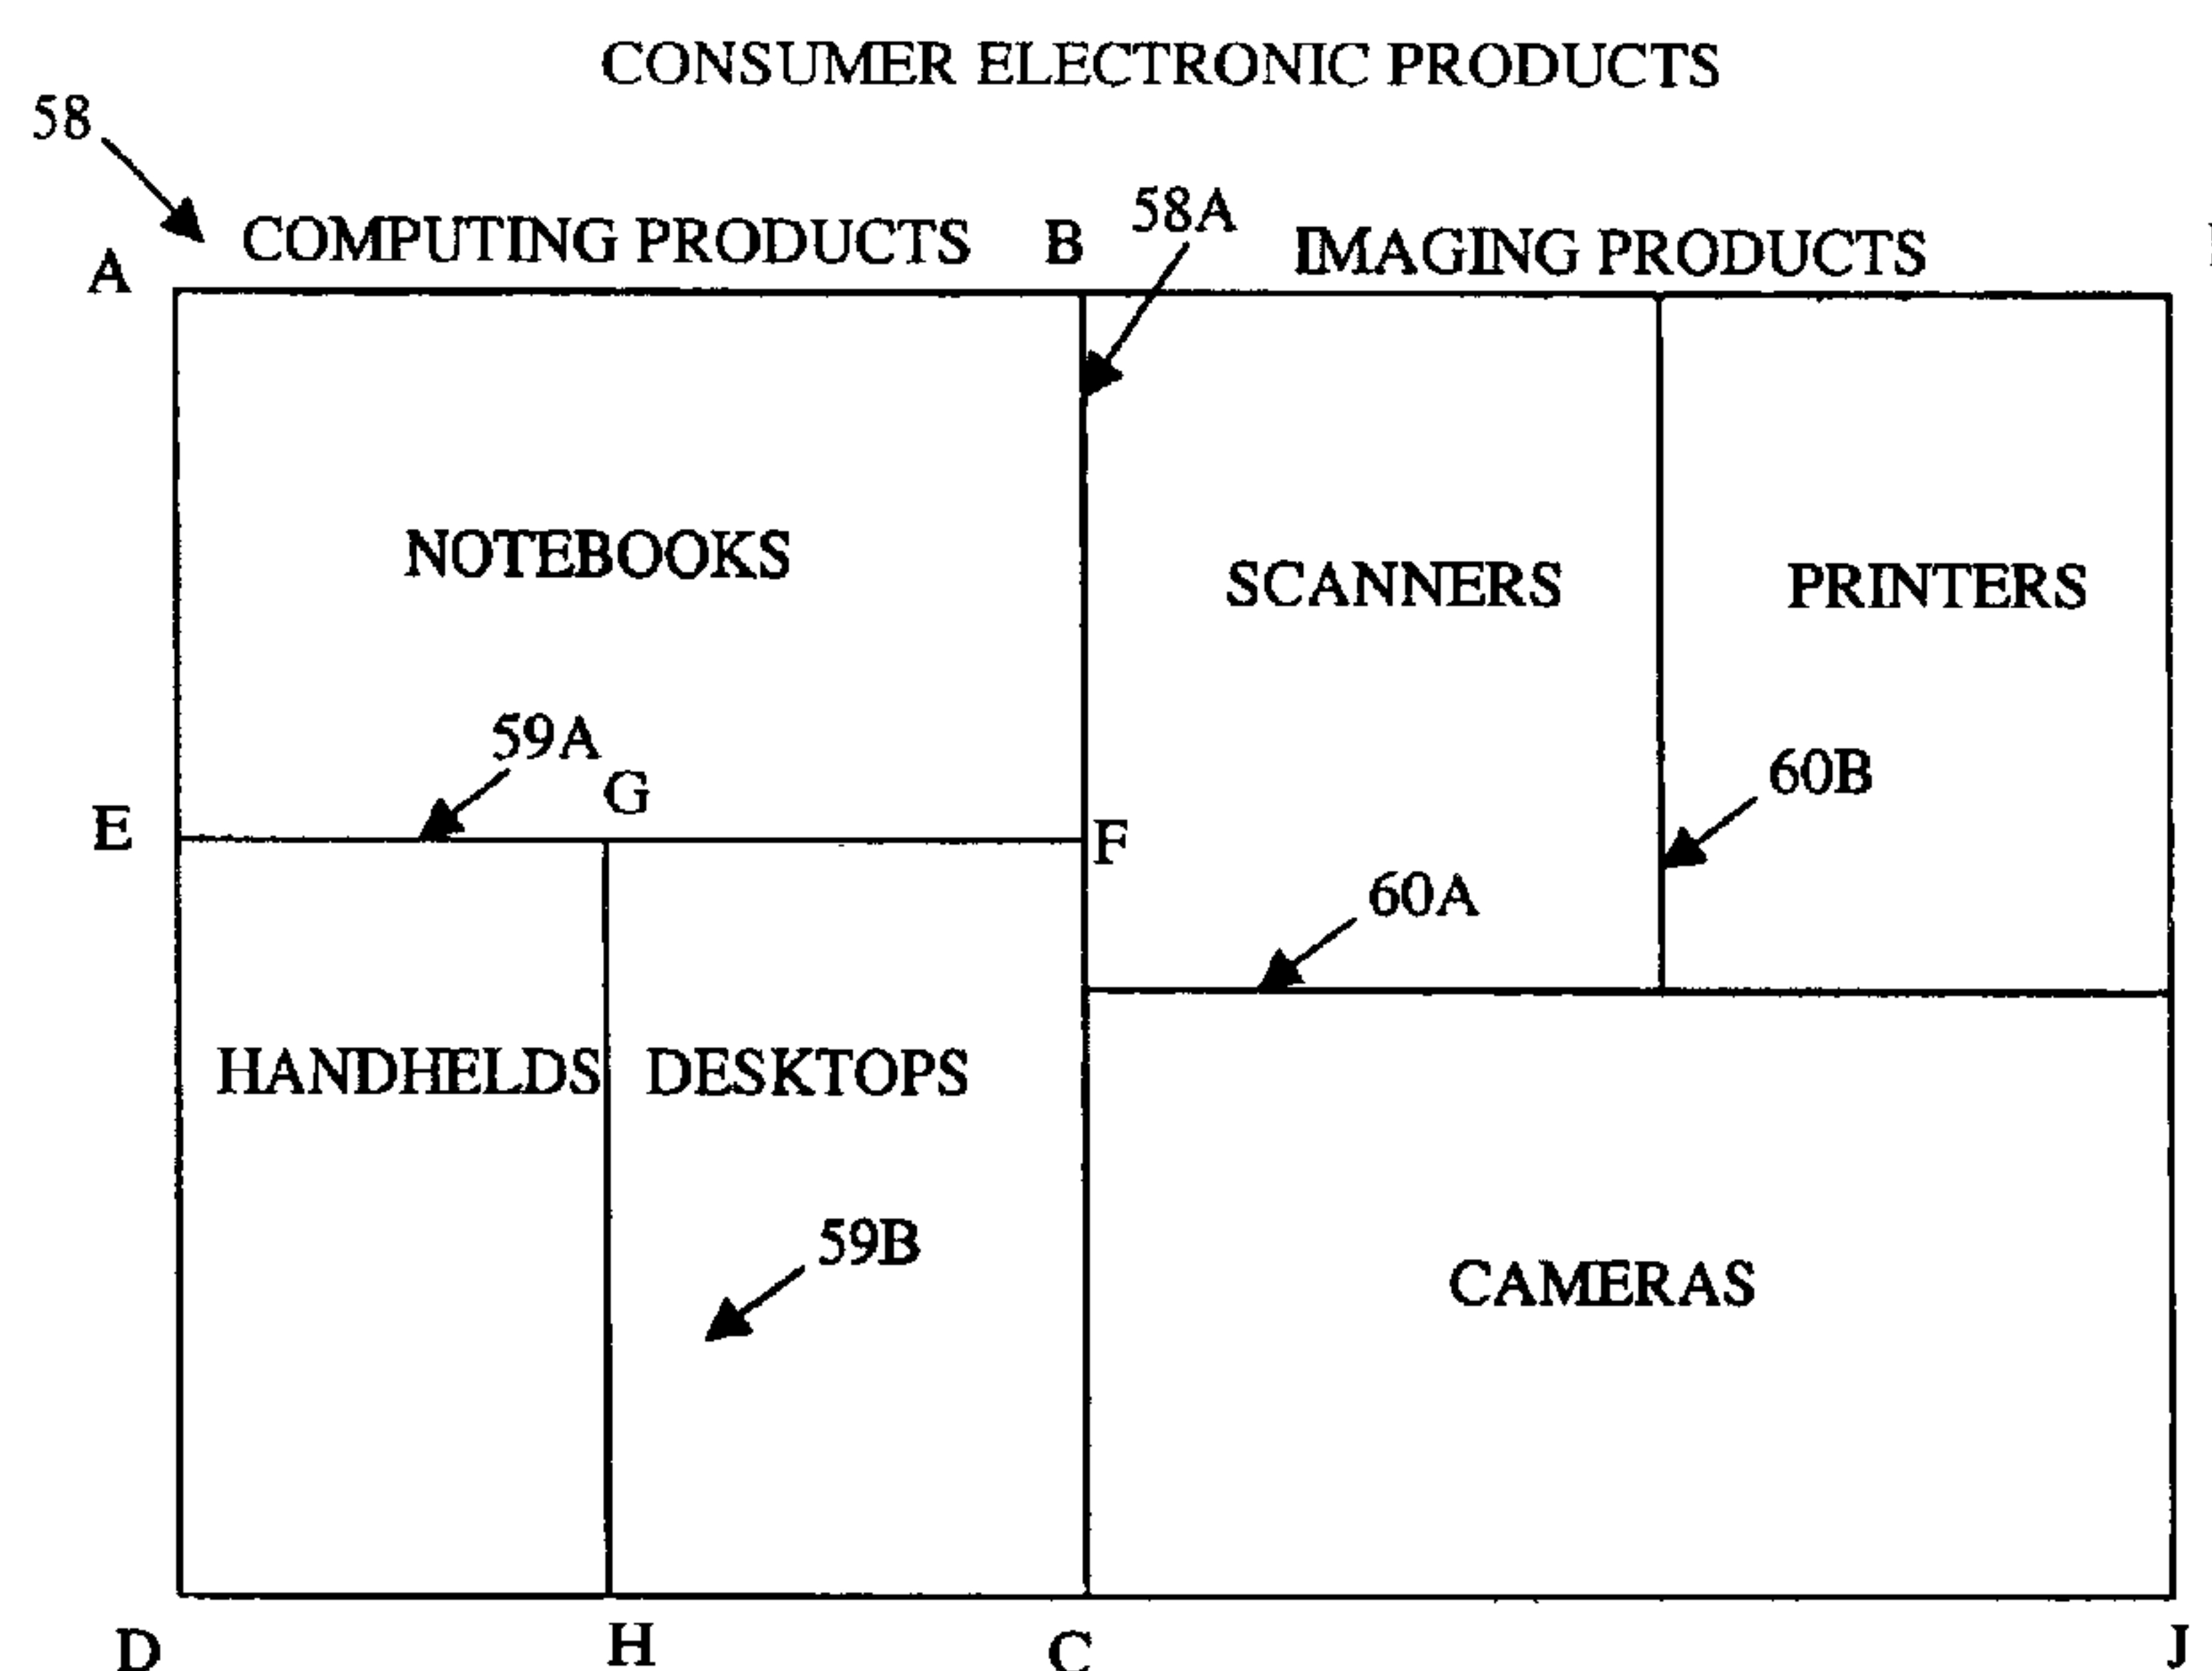 CONSUMER ELECTRONIC PRODUCTS
58
58A
A COMPUTING PRODUCTS B IMAGING PRODUCTS
NOTEBOOKS
SCANNERS PRINTERS
59A
G
60B
E
F
60A
HANDHELDS DESKTOPS
59B
CAMERAS
D H C J